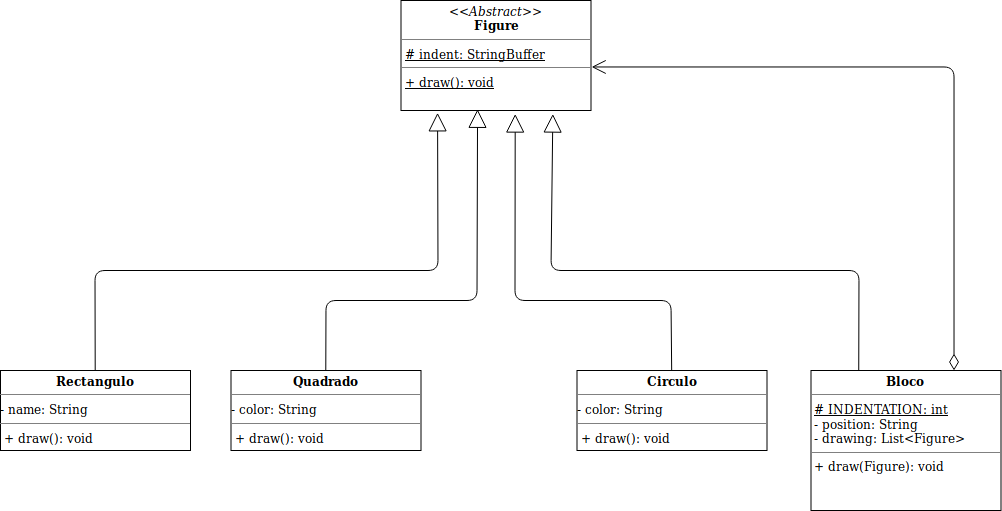 <<Abstract>>
Figure
# indent: StringBuffer
+ draw(): void
Rectangulo
- name: String
+ draw(): void
Quadrado
- color: String
+ draw(): void
Circulo
- color: String
+ draw(): void
Bloco
# INDENTATION: int
- position: String
- drawing: List<Figure>
+ draw(Figure): void